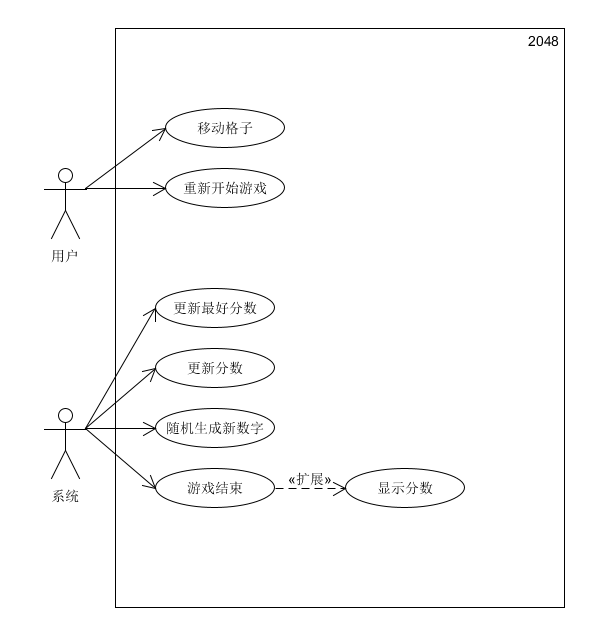 2048
移动格子
重新开始游戏
用户
更新最好分数
更新分数
随机生成新数字
游戏结束
«扩展»
显示分数
系统